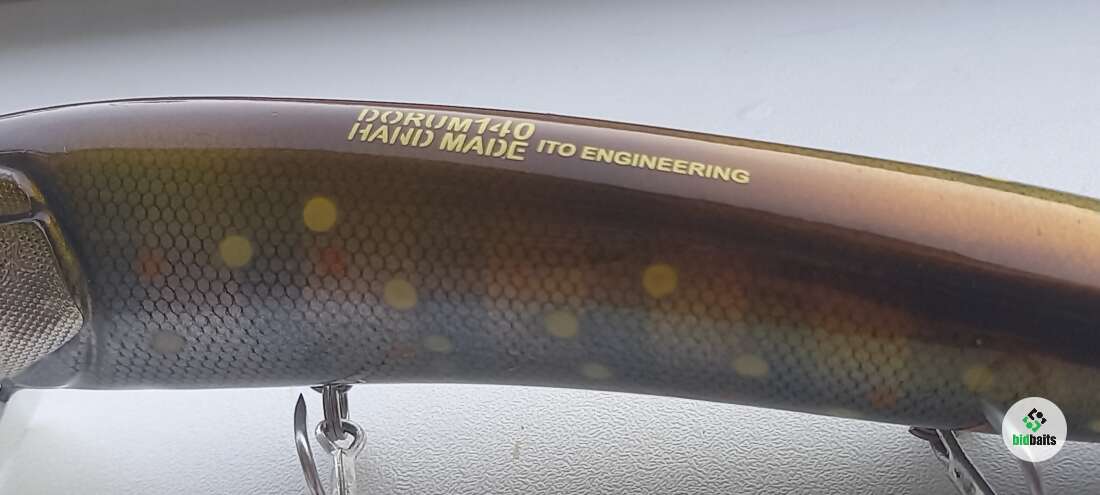 DORUM140
HAND MADE ITO ENGINEERING
bidbaits